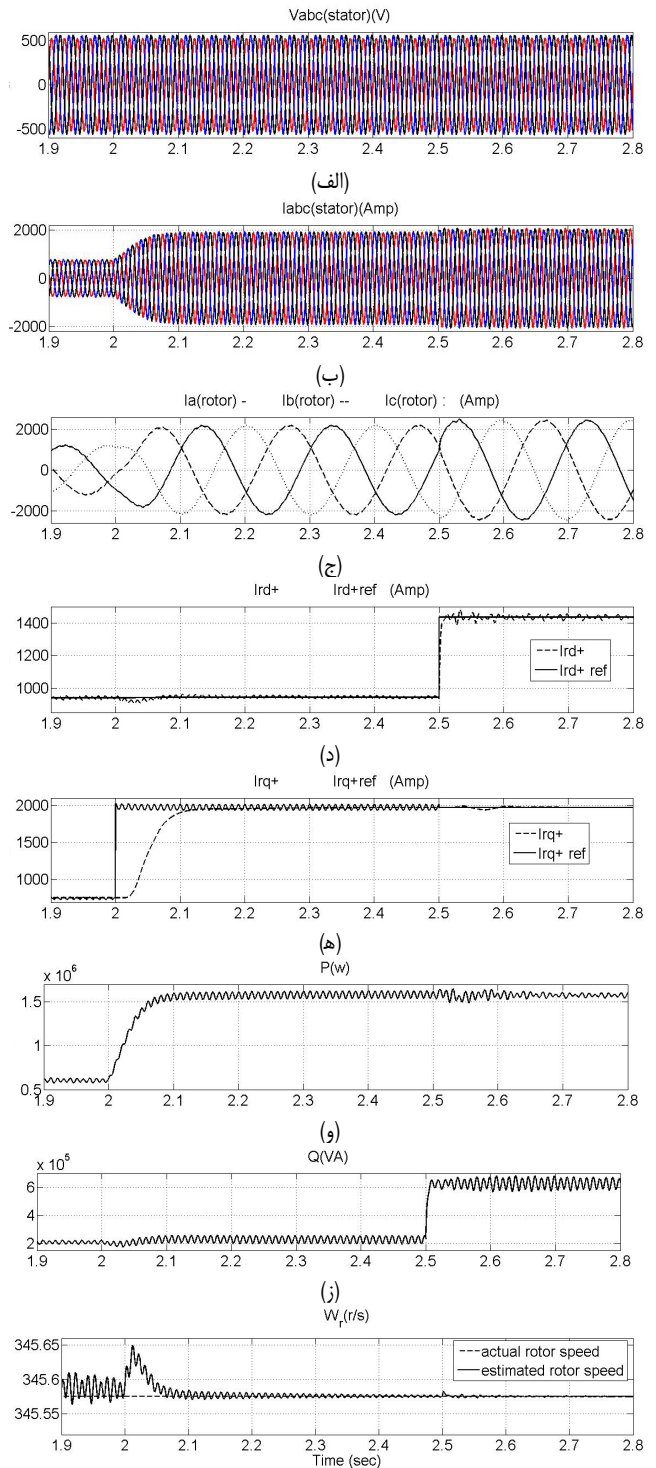 Vabc(stator)(V)
500
0
-500
1.9 2 2.1 2.2 2.3 2.4 2.5 2.6 2.7 2.8
(الف)
Iabc(stator)(Amp)
2000
0
-2000
1.9 2 2.1 2.2 2.3 2.4 2.5 2.6 2.7 2.8
(ب)
Ia(rotor) - Ib(rotor) -- Ic(rotor) : (Amp)
2000
0
-2000
1.9 2 2.1 2.2 2.3 2.4 2.5 2.6 2.7 2.8
(ج)
Ird+ Ird+ref (Amp)
1400
1200
1000
Ird+
Ird+ ref
1.9 2 2.1 2.2 2.3 2.4 2.5 2.6 2.7 2.8
(د)
Irq+ Irq+ref (Amp)
2000
1500
1000
Irq+
Irq+ ref
1.9 2 2.1 2.2 2.3 2.4 2.5 2.6 2.7 2.8
(ه)
x 10^6 P(w)
1.5
1
0.5
1.9 2 2.1 2.2 2.3 2.4 2.5 2.6 2.7 2.8
(و)
x 10^5 Q(VA)
6
4
2
1.9 2 2.1 2.2 2.3 2.4 2.5 2.6 2.7 2.8
(ز)
W_r(r/s)
345.65
345.6
345.55
actual rotor speed
estimated rotor speed
1.9 2 2.1 2.2 2.3 2.4 2.5 2.6 2.7 2.8
Time (sec)